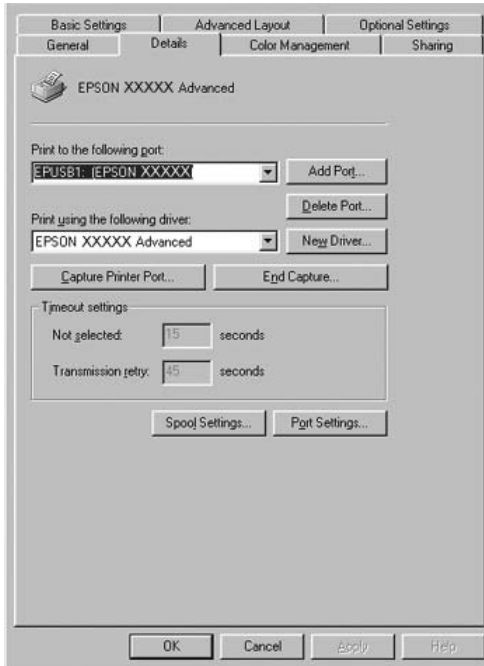 Basic Settings Advanced Layout Optional Settings
General Details Color Management Sharing
EPSON XXXXX Advanced
Print to the following port:
EPUSB1: (EPSON XXXXX( Add Port...
Delete Port...
Print using the following driver:
EPSON XXXXX Advanced New Driver...
Capture Printer Port... End Capture...
Timeout settings
Not selected: 15 seconds
Transmission retry: 45 seconds
Spool Settings... Port Settings...
OK Cancel Apply Help